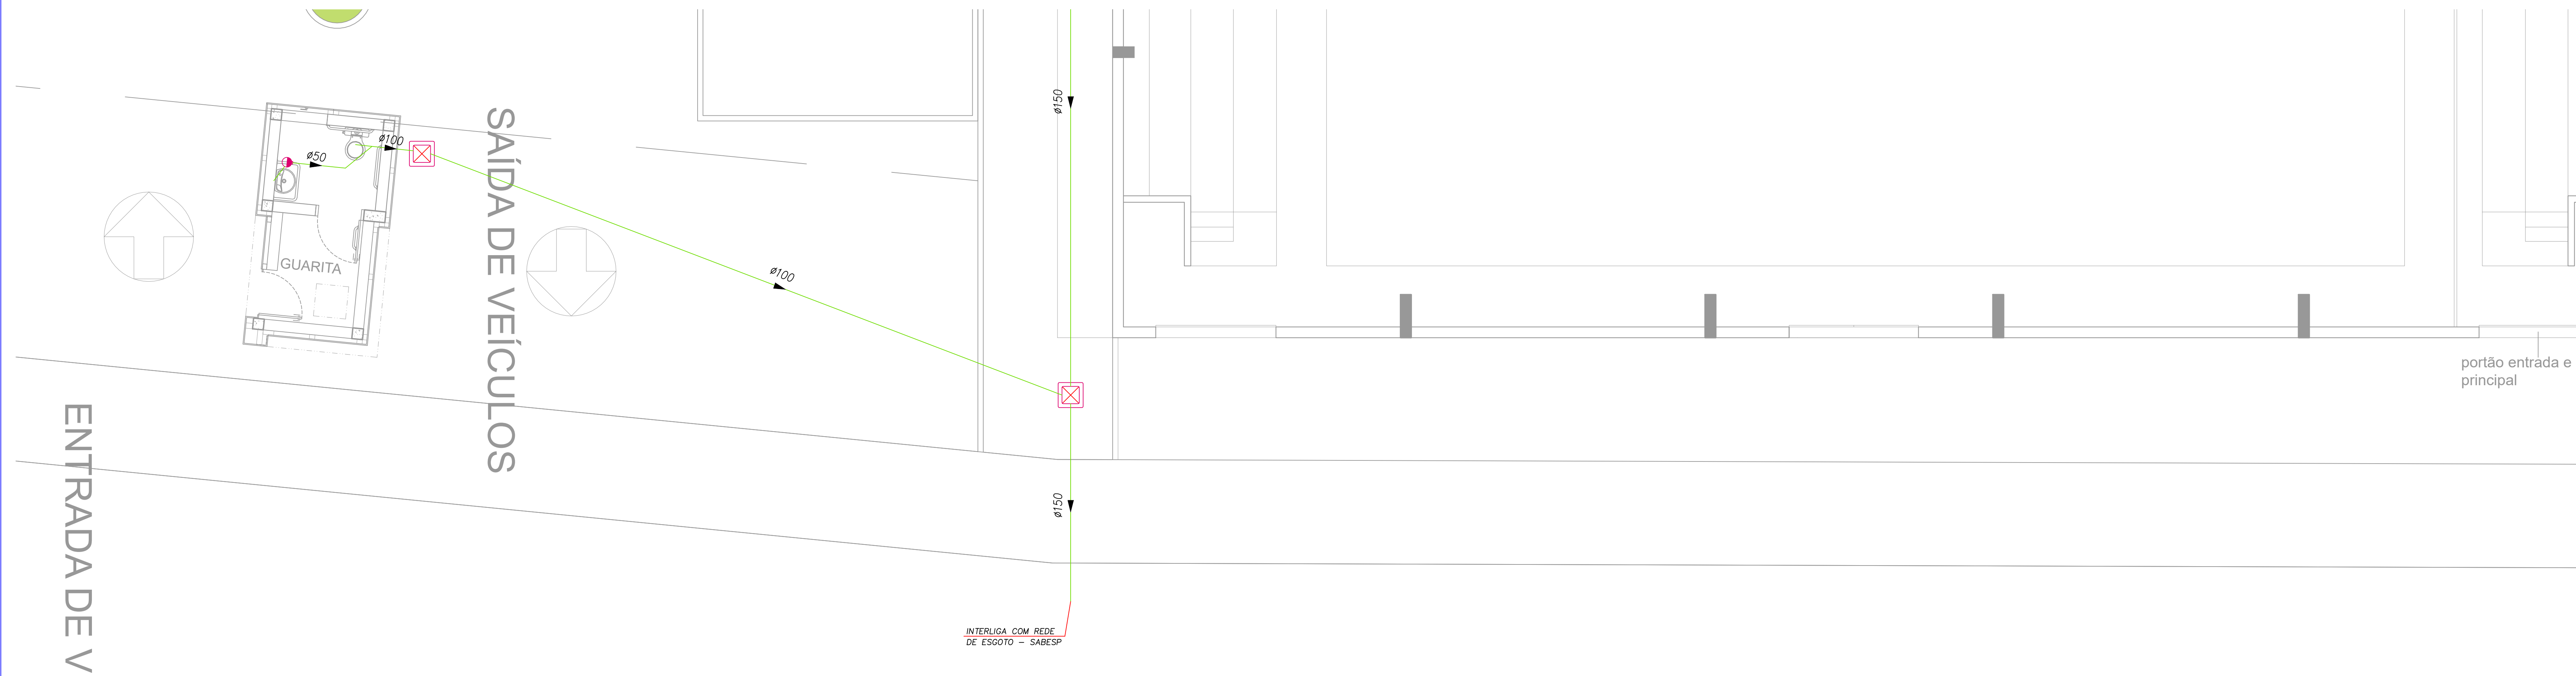 ø150
ø100
ø50
SAÍDA DE VEÍCULOS
GUARITA
ø100
portão entrada e
principal
ENTRADA DE V
ø150
INTERLIGA COM REDE
DE ESGOTO – SABESP